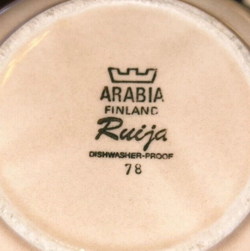 ARABIA
FINLAND
Ruija
DISHWASHER-PROOF
78